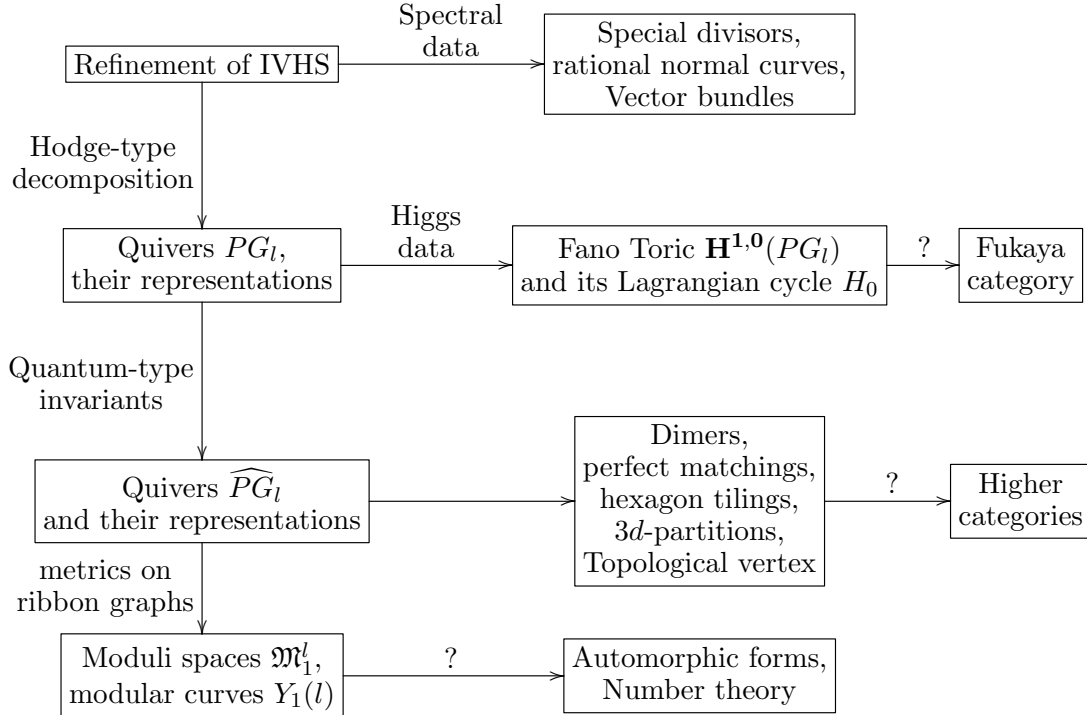 Spectral
data
Refinement of IVHS
Special divisors,
rational normal curves,
Vector bundles
Hodge-type
decomposition
Quivers $PG_l$,
their representations
Higgs
data
Fano Toric $\mathbf{H^{1,0}}(PG_l)$
and its Lagrangian cycle $H_0$
?
Fukaya
category
Quantum-type
invariants
Quivers $\widehat{PG}_l$
and their representations
Dimers,
perfect matchings,
hexagon tilings,
3$d$-partitions,
Topological vertex
?
Higher
categories
metrics on
ribbon graphs
Moduli spaces $\mathfrak{M}_1^l$,
modular curves $Y_1(l)$
?
Automorphic forms,
Number theory